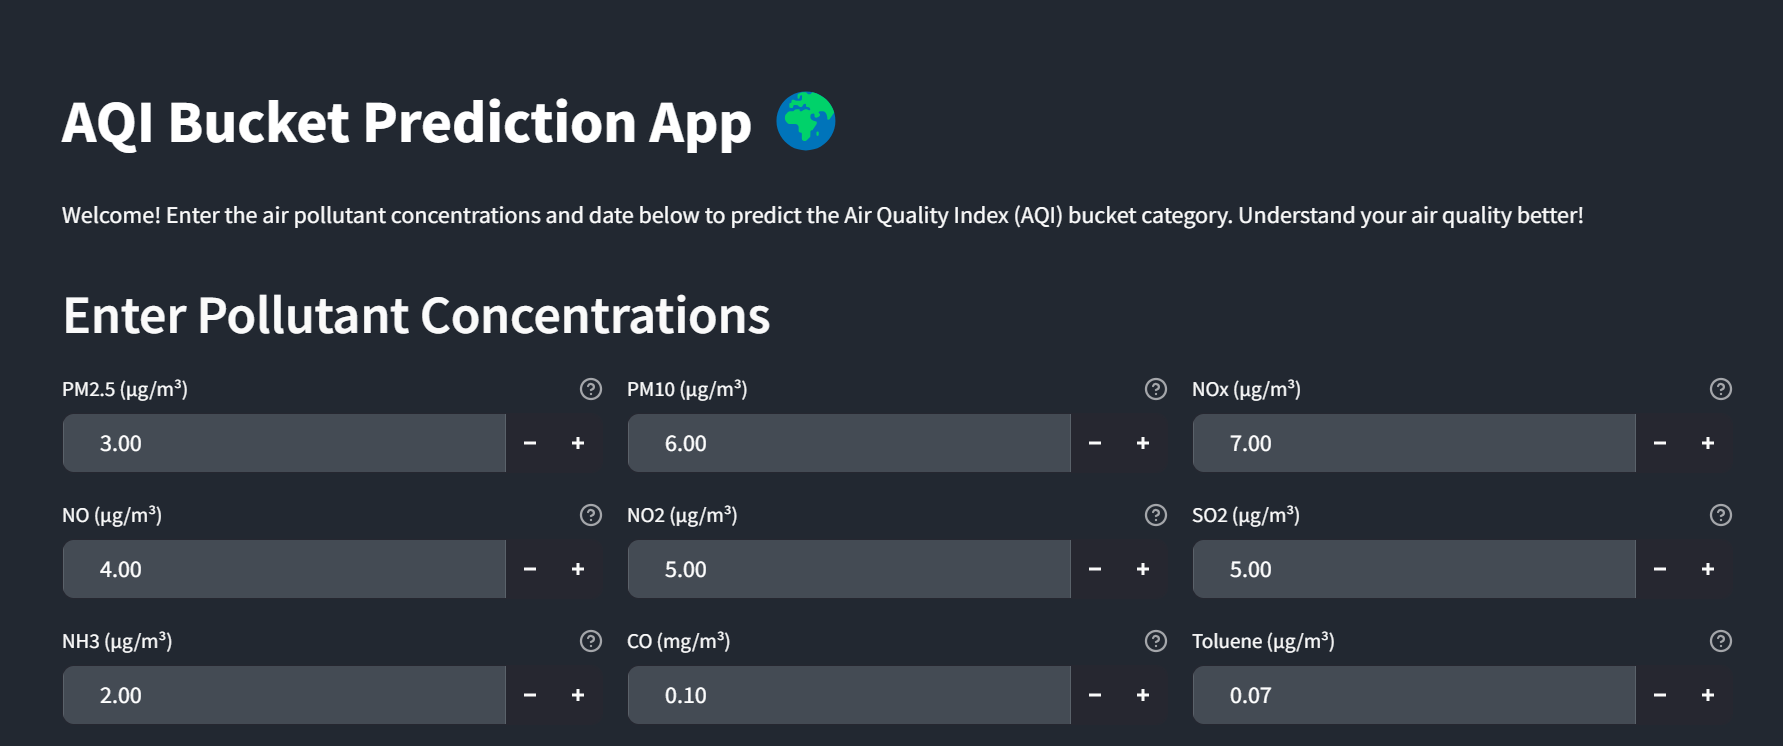 AQI Bucket Prediction App 🌍
Welcome! Enter the air pollutant concentrations and date below to predict the Air Quality Index (AQI) bucket category. Understand your air quality better!
Enter Pollutant Concentrations
PM2.5 (µg/m³) PM10 (µg/m³) NOx (µg/m³)
3.00 − + 6.00 − + 7.00 − +
NO (µg/m³) NO2 (µg/m³) SO2 (µg/m³)
4.00 − + 5.00 − + 5.00 − +
NH3 (µg/m³) CO (mg/m³) Toluene (µg/m³)
2.00 − + 0.10 − + 0.07 − +